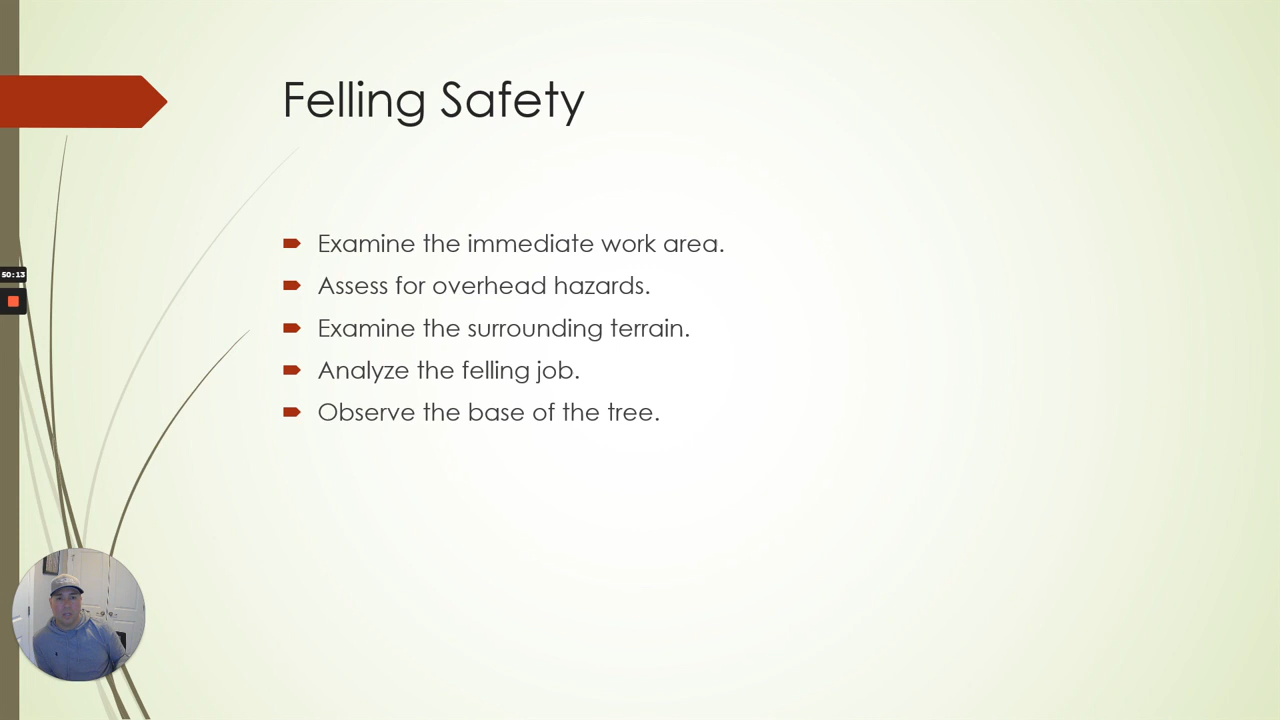 Felling Safety
Examine the immediate work area.
Assess for overhead hazards.
50:13
Examine the surrounding terrain.
Analyze the felling job.
Observe the base of the tree.